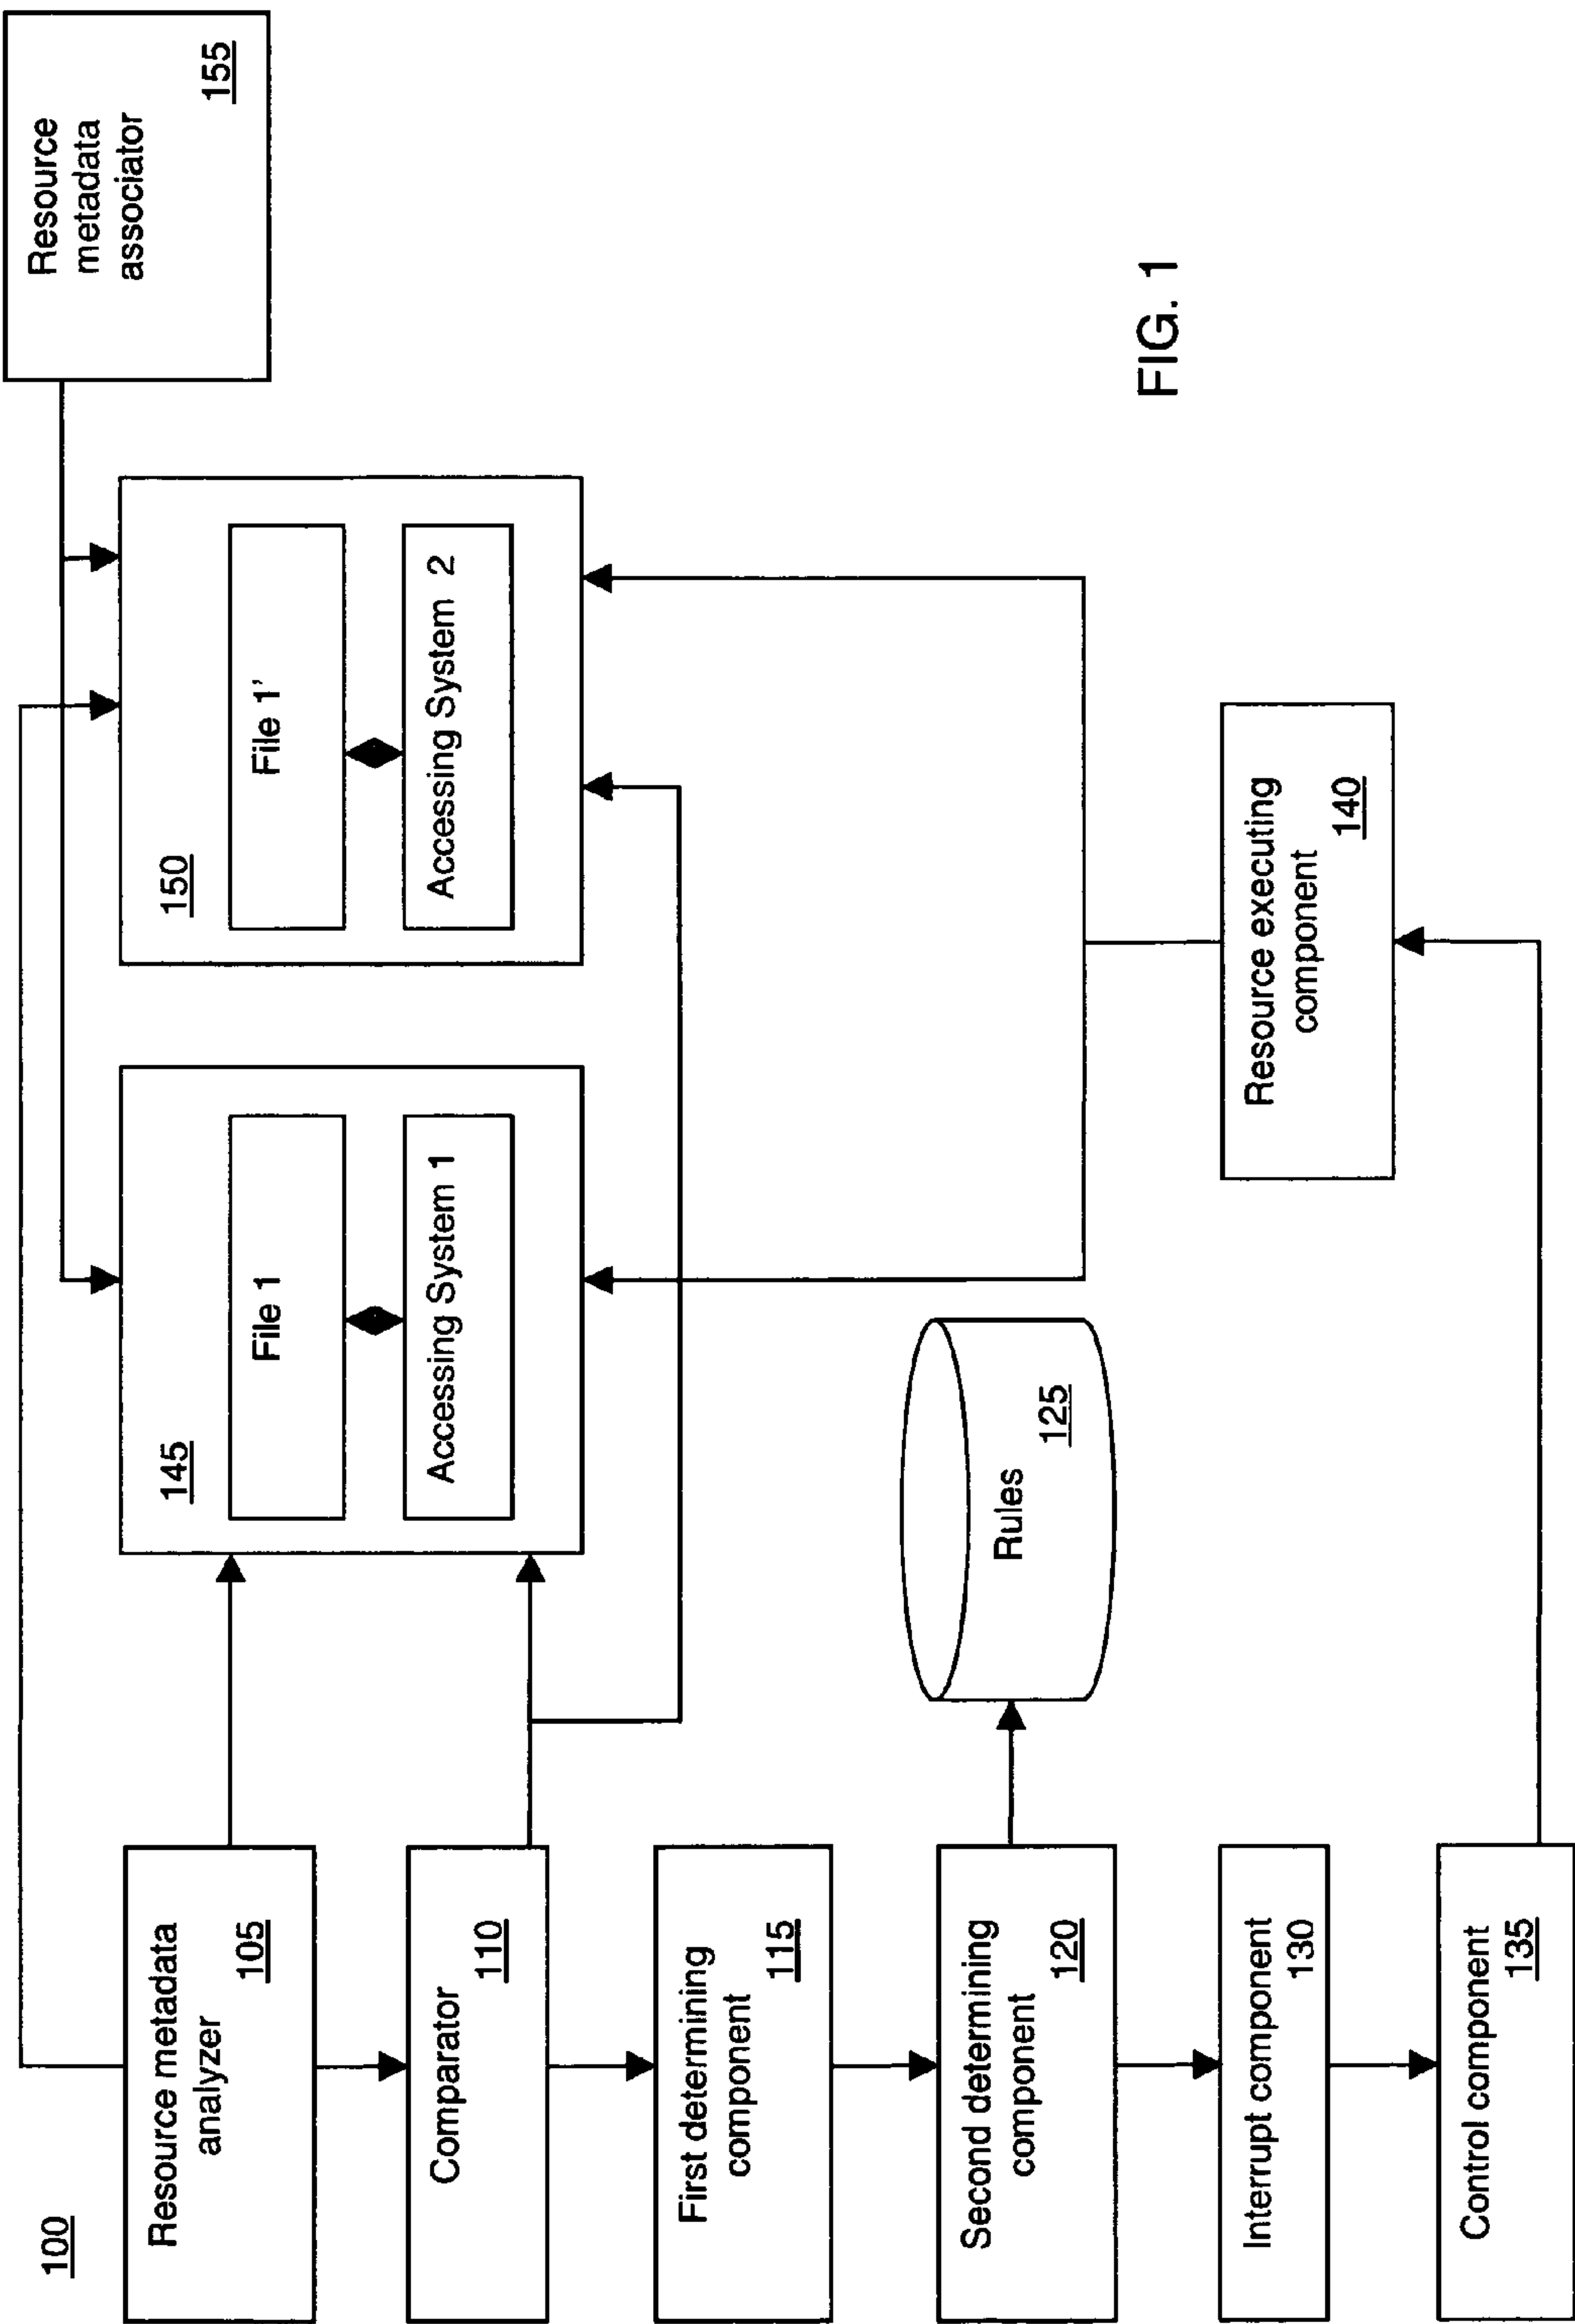 100
Resource metadata
analyzer
105
Comparator
110
First determining
component
115
Second determining
component
120
Interrupt component
130
Control component
135
145
File 1
Accessing System 1
150
File 1'
Accessing System 2
Resource
metadata
associator
155
Rules
125
Resource executing
component
140
FIG. 1